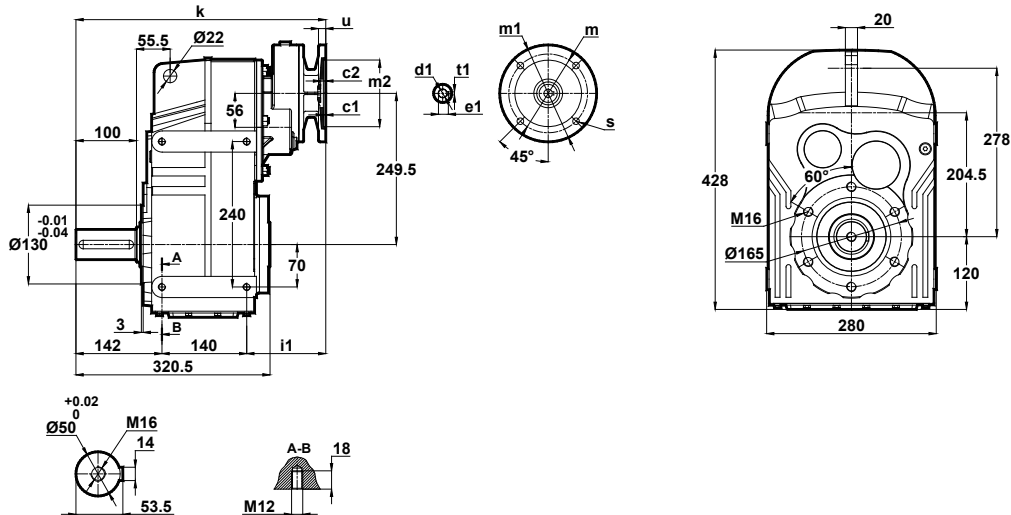 k
u
55.5
Ø22
c2
m2
c1
56
100
249.5
-0.01
-0.04
Ø130
240
A
70
3
B
142
140
i1
320.5
m1
m
d1
t1
e1
s
45°
20
428
278
204.5
60°
M16
Ø165
120
280
+0.02
0
Ø50
M16
14
53.5
A-B
18
M12